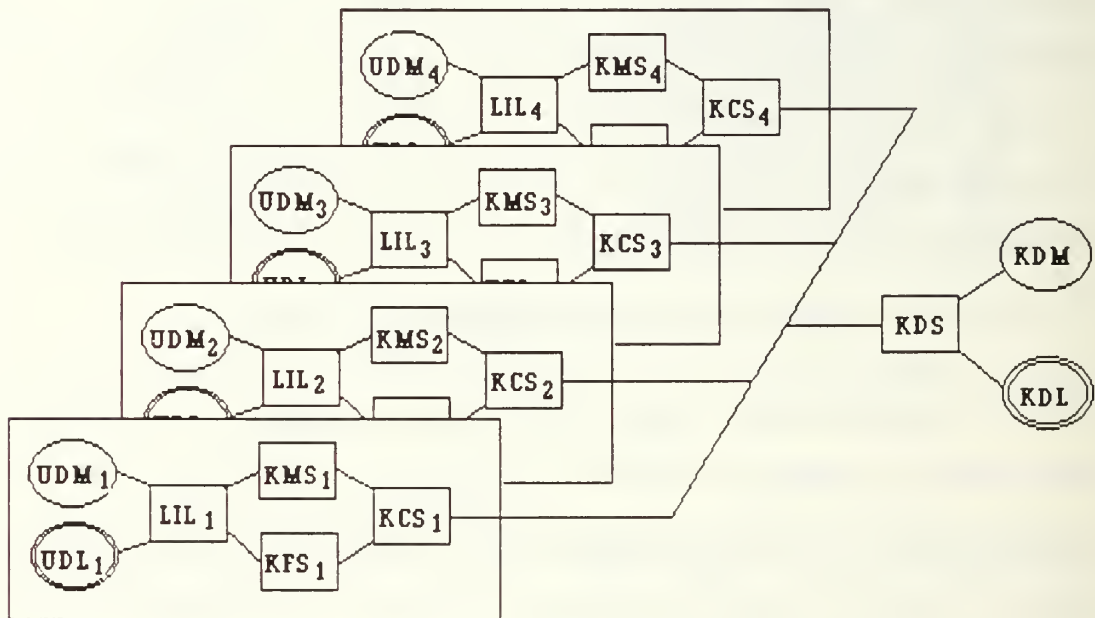 UDM4
KMS4
LIL4
KCS4
UDM3
KMS3
LIL3
KCS3
KDM
KDS
KDL
UDM2
KMS2
LIL2
KCS2
UDM1
KMS1
LIL1
KCS1
UDL1
KFS1